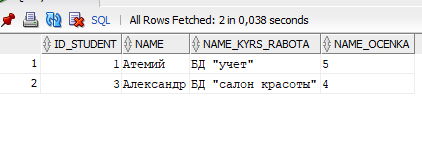 SQL | All Rows Fetched: 2 in 0,038 seconds
ID_STUDENT NAME NAME_KYRS_RABOTA NAME_OCENKA
1 1 Атемий БД "учет" 5
2 3 Александр БД "салон красоты" 4